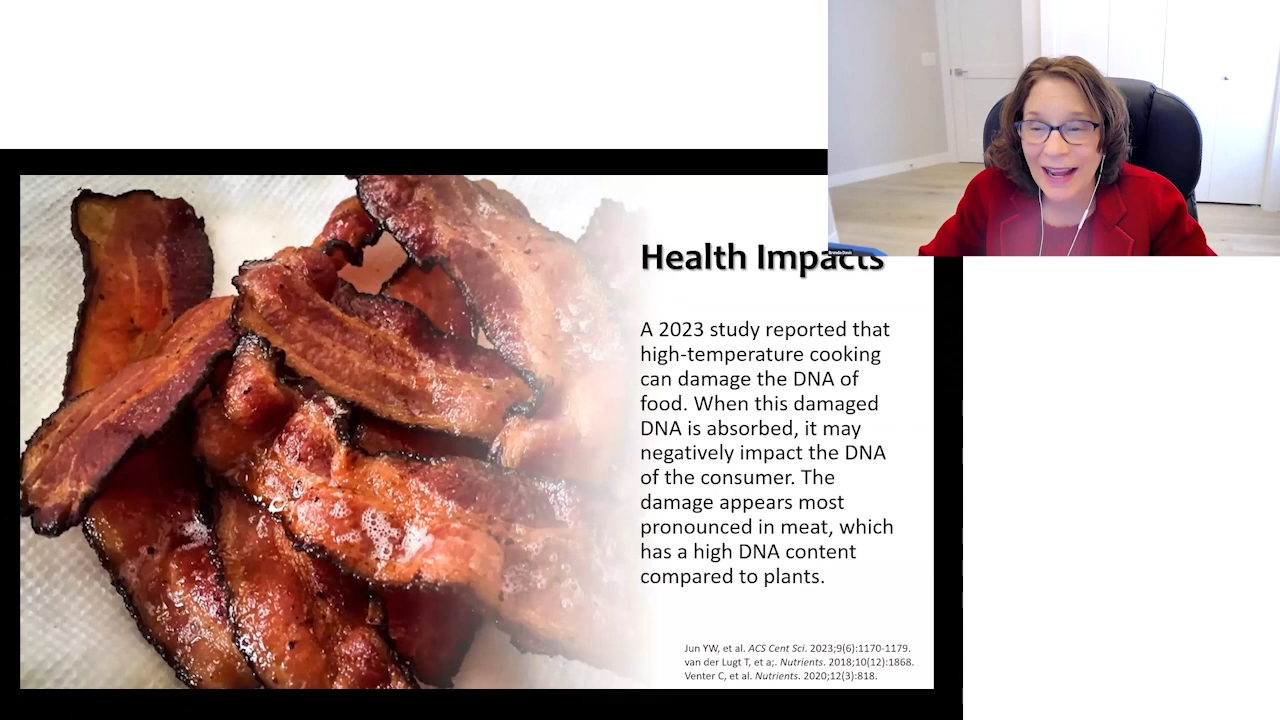 Brenda Davis
Health Impacts
A 2023 study reported that
high-temperature cooking
can damage the DNA of
food. When this damaged
DNA is absorbed, it may
negatively impact the DNA
of the consumer. The
damage appears most
pronounced in meat, which
has a high DNA content
compared to plants.
Jun YW, et al. ACS Cent Sci. 2023;9(6):1170-1179.
van der Lugt T, et a;. Nutrients. 2018;10(12):1868.
Venter C, et al. Nutrients. 2020;12(3):818.